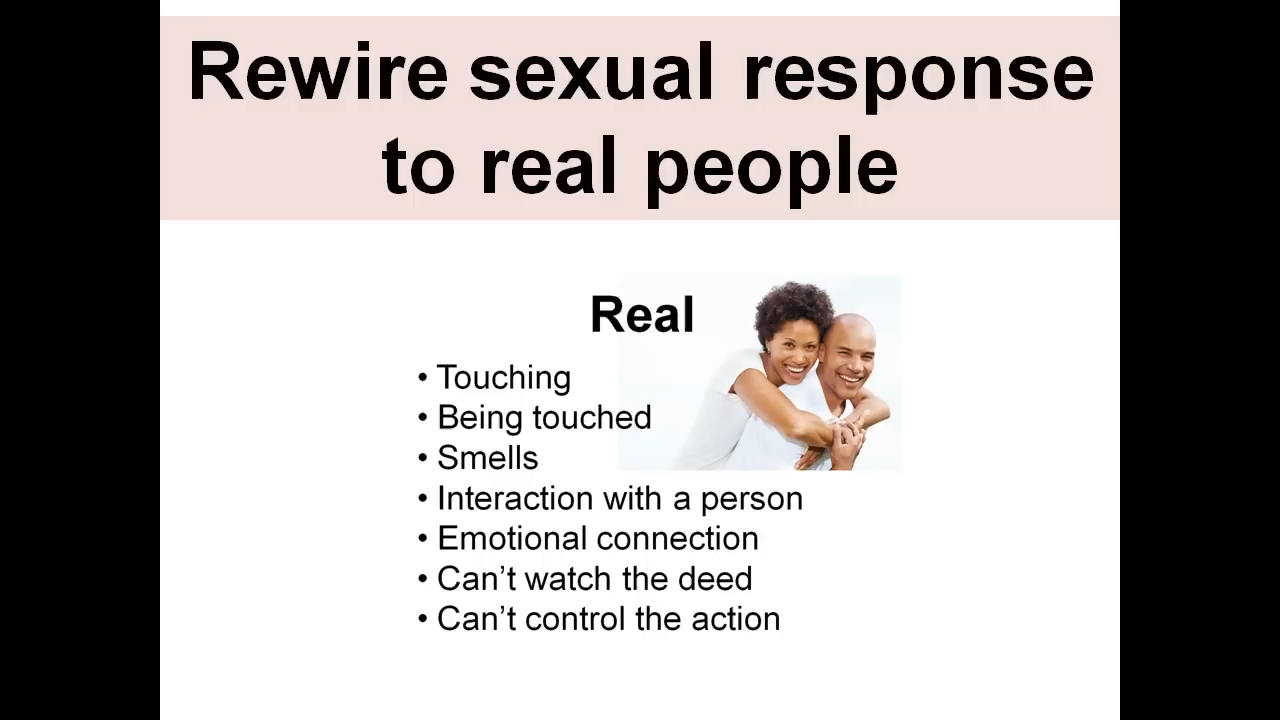 Rewire sexual response
to real people
Real
• Touching
• Being touched
• Smells
• Interaction with a person
• Emotional connection
• Can’t watch the deed
• Can’t control the action